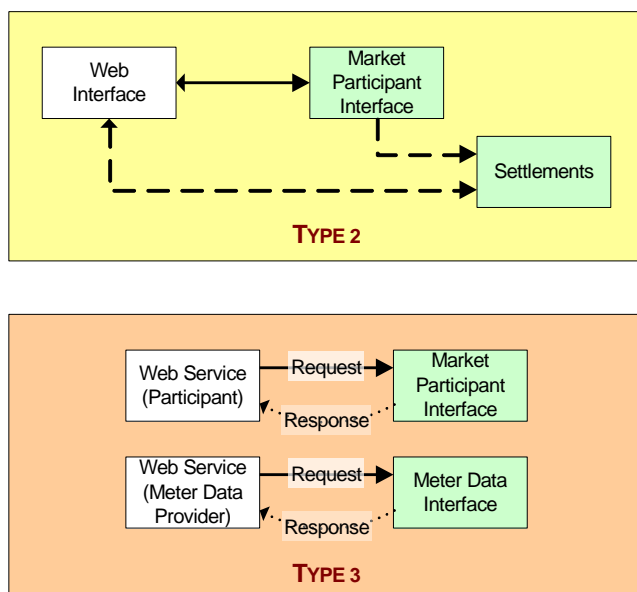 Web
Interface
Market
Participant
Interface
Settlements
TYPE 2
Web Service
(Participant)
Request
Response
Market
Participant
Interface
Web Service
(Meter Data
Provider)
Request
Response
Meter Data
Interface
TYPE 3